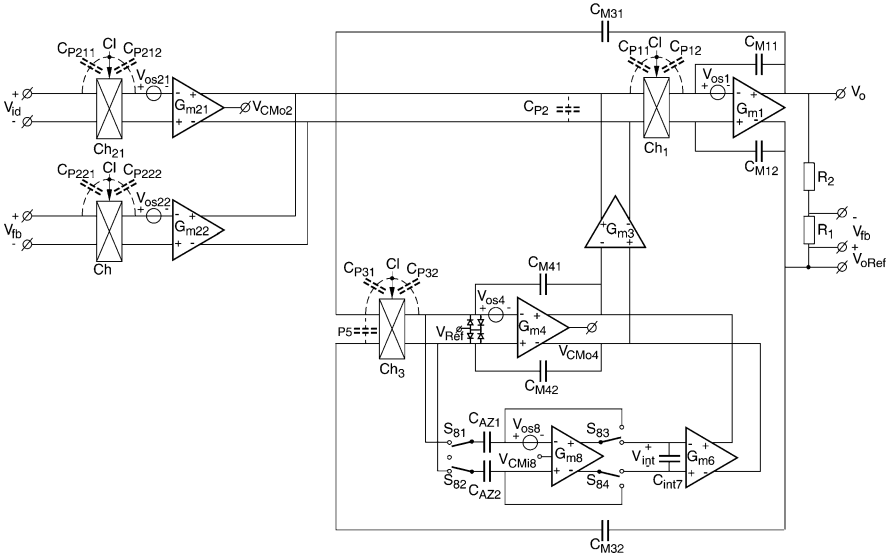 CM31
CP211 Cl CP212
CP11 Cl CP12
CM11
+ Vos21 -
+ Vos1 -
+ Vid -
- + Gm21 + -
VCMo2
CP2
- + Gm1 + -
Vo
Ch21
Ch1
CM12
CP221 Cl CP222
R2
+ Vos22 -
+ Vfb -
- + Gm22 + -
+ Gm3 +
- -
R1
- Vfb +
Ch
VoRef
CP31 Cl CP32
CM41
Vos4
+ -
P5
VRef
- + Gm4 + -
Ch3
VCMo4
CM42
CAZ1
Vos8
+ -
S81
S83
VCMi8
- + Gm8 + -
+ Vint -
- + Gm6 + -
S82
CAZ2
S84
Cint7
CM32